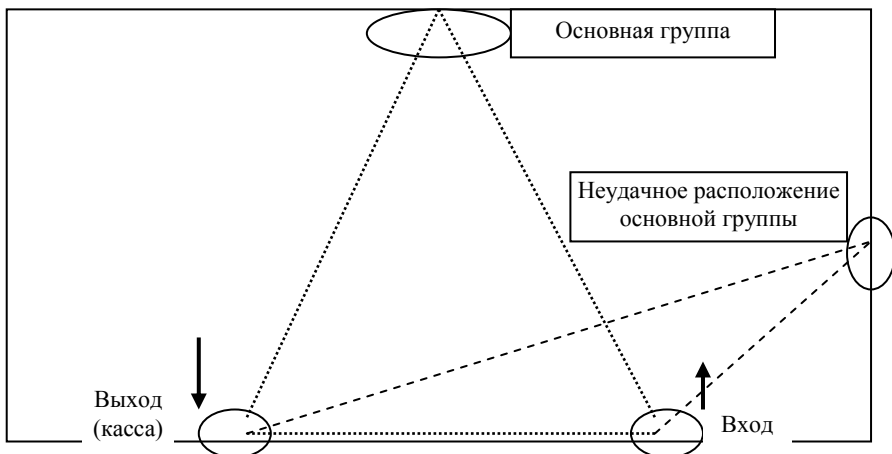 Основная группа
Неудачное расположение
основной группы
Выход
(касса)
Вход